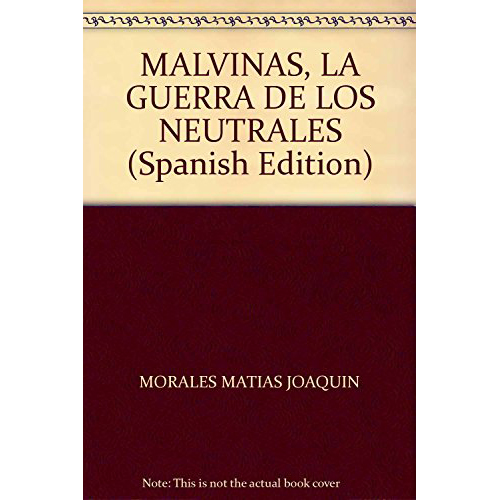 MALVINAS, LA
GUERRA DE LOS
NEUTRALES
(Spanish Edition)
MORALES MATIAS JOAQUIN
Note: This is not the actual book cover